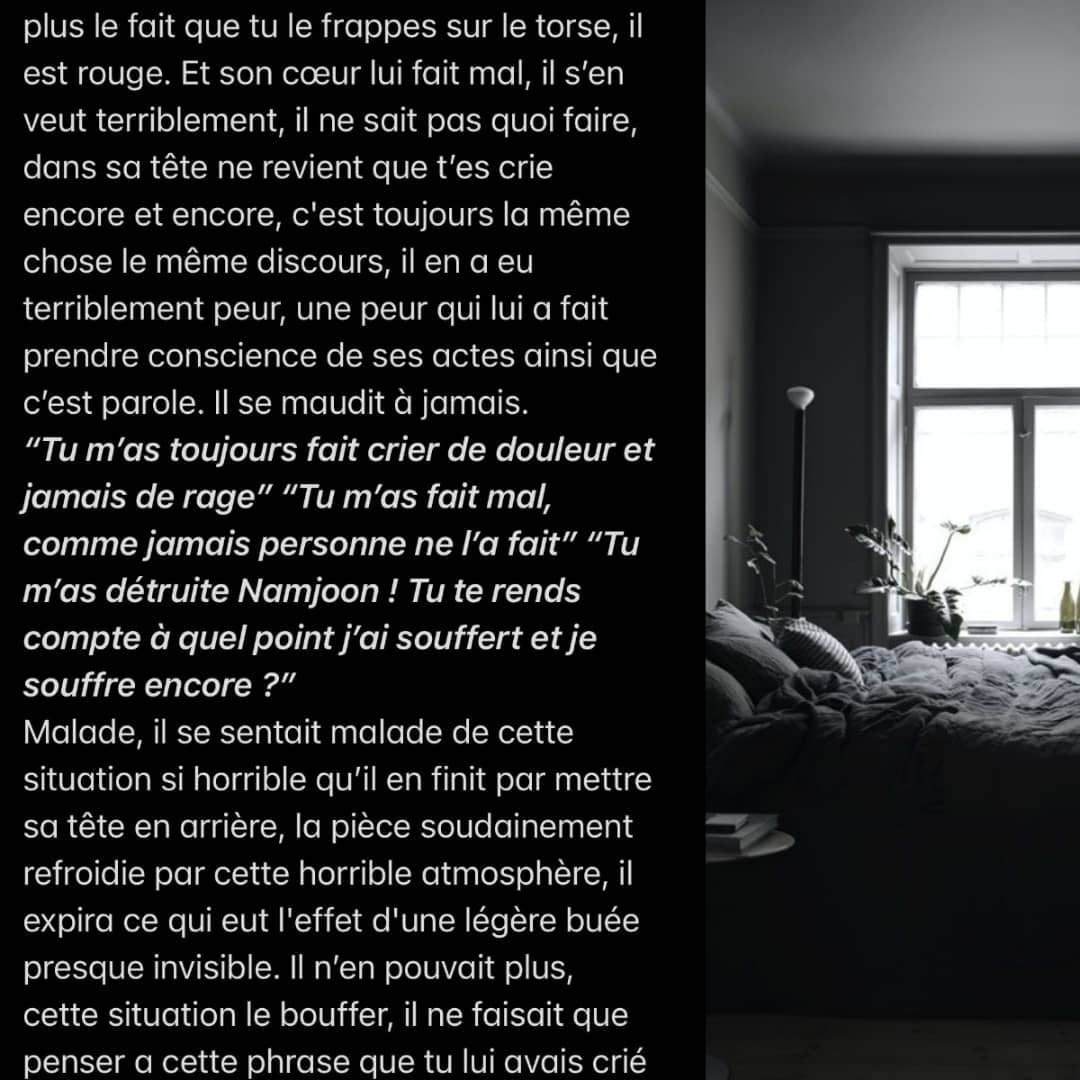 plus le fait que tu le frappes sur le torse, il
est rouge. Et son cœur lui fait mal, il s’en
veut terriblement, il ne sait pas quoi faire,
dans sa tête ne revient que t’es crie
encore et encore, c'est toujours la même
chose le même discours, il en a eu
terriblement peur, une peur qui lui a fait
prendre conscience de ses actes ainsi que
c’est parole. Il se maudit à jamais.
“Tu m’as toujours fait crier de douleur et
jamais de rage” “Tu m’as fait mal,
comme jamais personne ne l’a fait” “Tu
m’as détruite Namjoon ! Tu te rends
compte à quel point j’ai souffert et je
souffre encore ?”
Malade, il se sentait malade de cette
situation si horrible qu’il en finit par mettre
sa tête en arrière, la pièce soudainement
refroidie par cette horrible atmosphère, il
expira ce qui eut l'effet d'une légère buée
presque invisible. Il n’en pouvait plus,
cette situation le bouffer, il ne faisait que
penser a cette phrase que tu lui avais crié